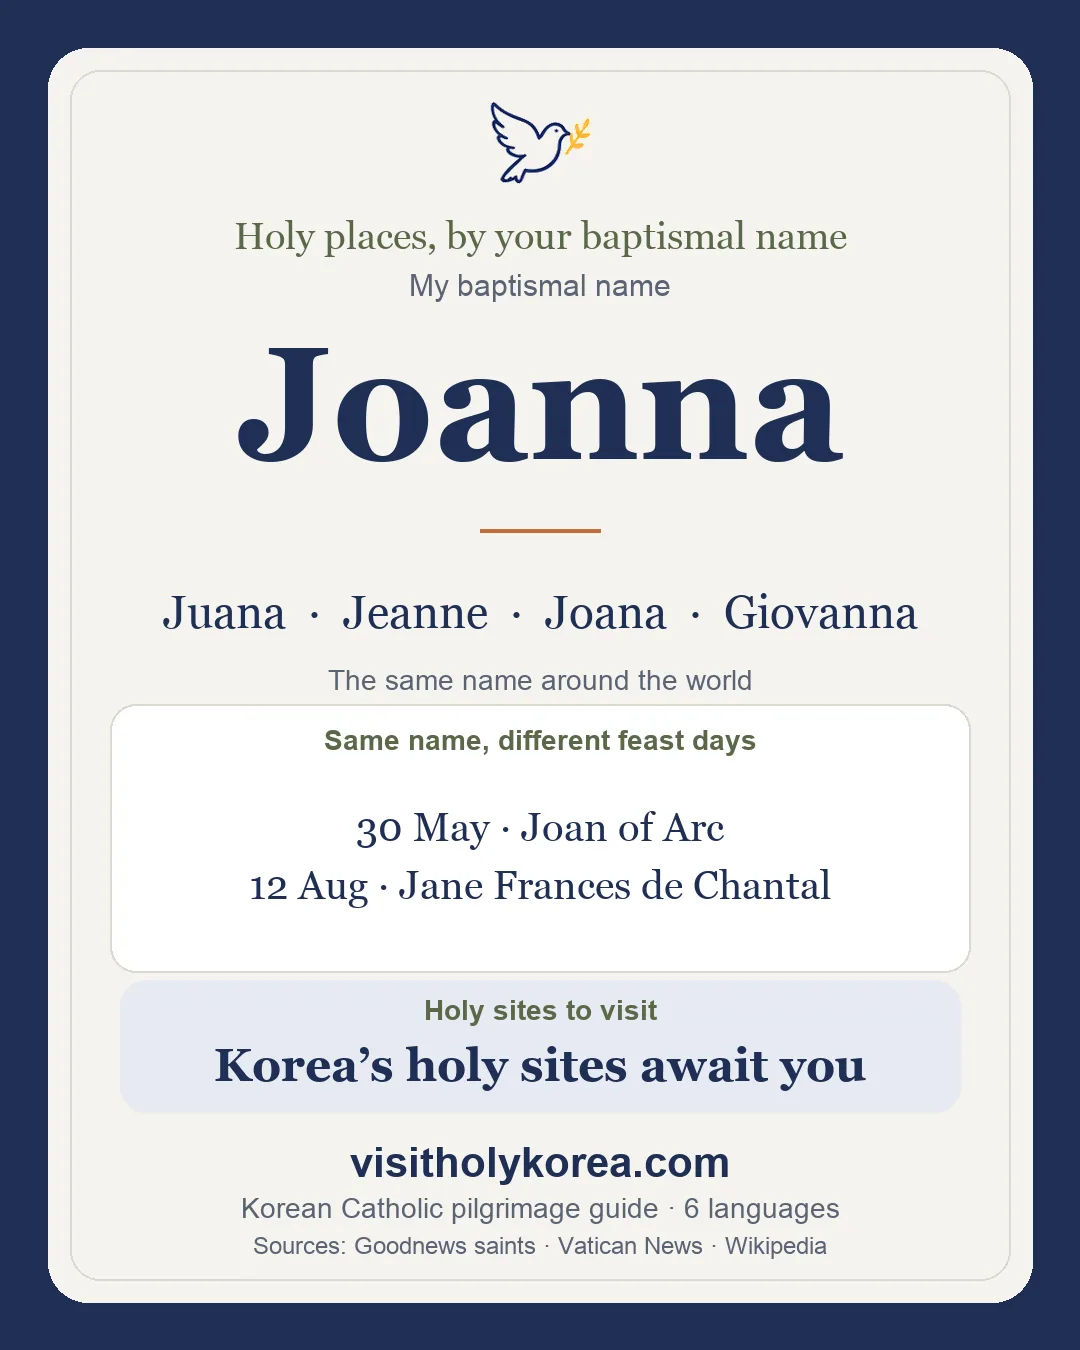 Holy places, by your baptismal name
My baptismal name
Joanna
Juana · Jeanne · Joana · Giovanna
The same name around the world
Same name, different feast days
30 May · Joan of Arc
12 Aug · Jane Frances de Chantal
Holy sites to visit
Korea’s holy sites await you
visitholykorea.com
Korean Catholic pilgrimage guide · 6 languages
Sources: Goodnews saints · Vatican News · Wikipedia